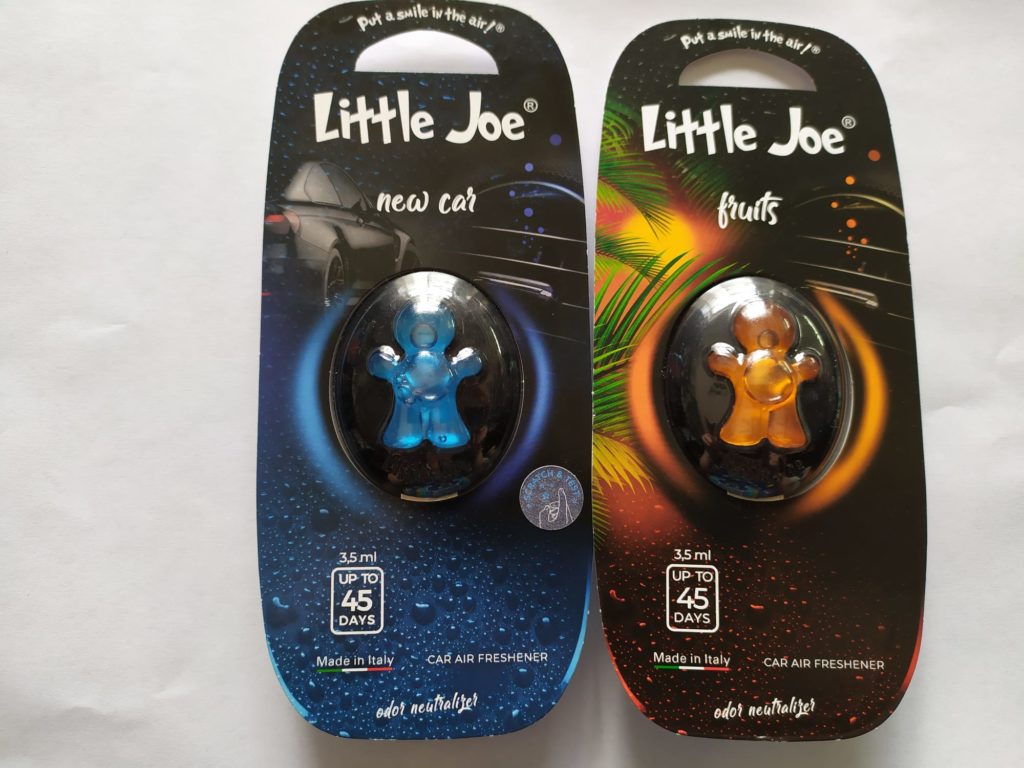 Put a smile in the air!®
Little Joe®
new car
SCRATCH & TEST
3,5 ml
UP TO
45
DAYS
Made in Italy
CAR AIR FRESHENER
odor neutralizer
Put a smile in the air!®
Little Joe®
fruits
3,5 ml
UP TO
45
DAYS
Made in Italy
CAR AIR FRESHENER
odor neutralizer